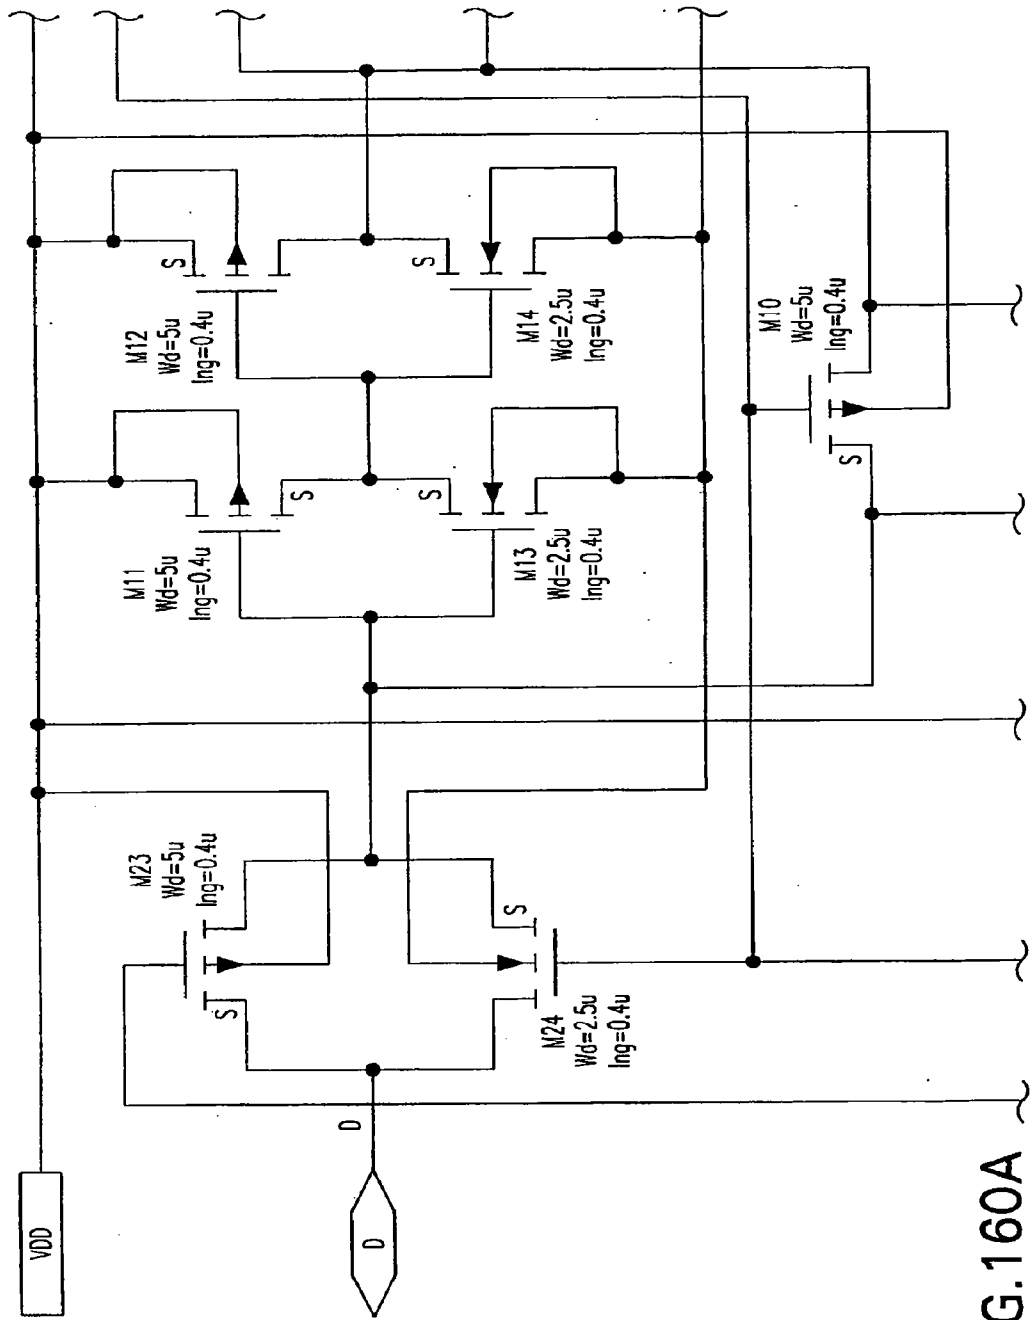 VDD
D
D
M23
Wd=5u
lng=0.4u
S
M24
Wd=2.5u
lng=0.4u
S
M11
Wd=5u
lng=0.4u
S
M13
Wd=2.5u
lng=0.4u
S
M12
Wd=5u
lng=0.4u
S
M14
Wd=2.5u
lng=0.4u
S
M10
Wd=5u
lng=0.4u
S
G.160A